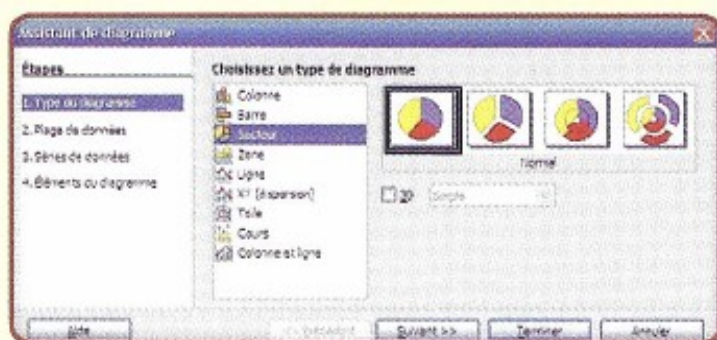 Assistant de diagramme
Étapes
1. Type du diagramme
2. Plage de données
3. Séries de données
4. Éléments du diagramme
Choisissez un type de diagramme
Colonne
Barre
Secteur
Zone
Ligne
XY (dispersion)
Toile
Cours
Colonne et ligne
Normal
3D
Simple
Aide
<< Précédent
Suivant >>
Terminer
Annuler